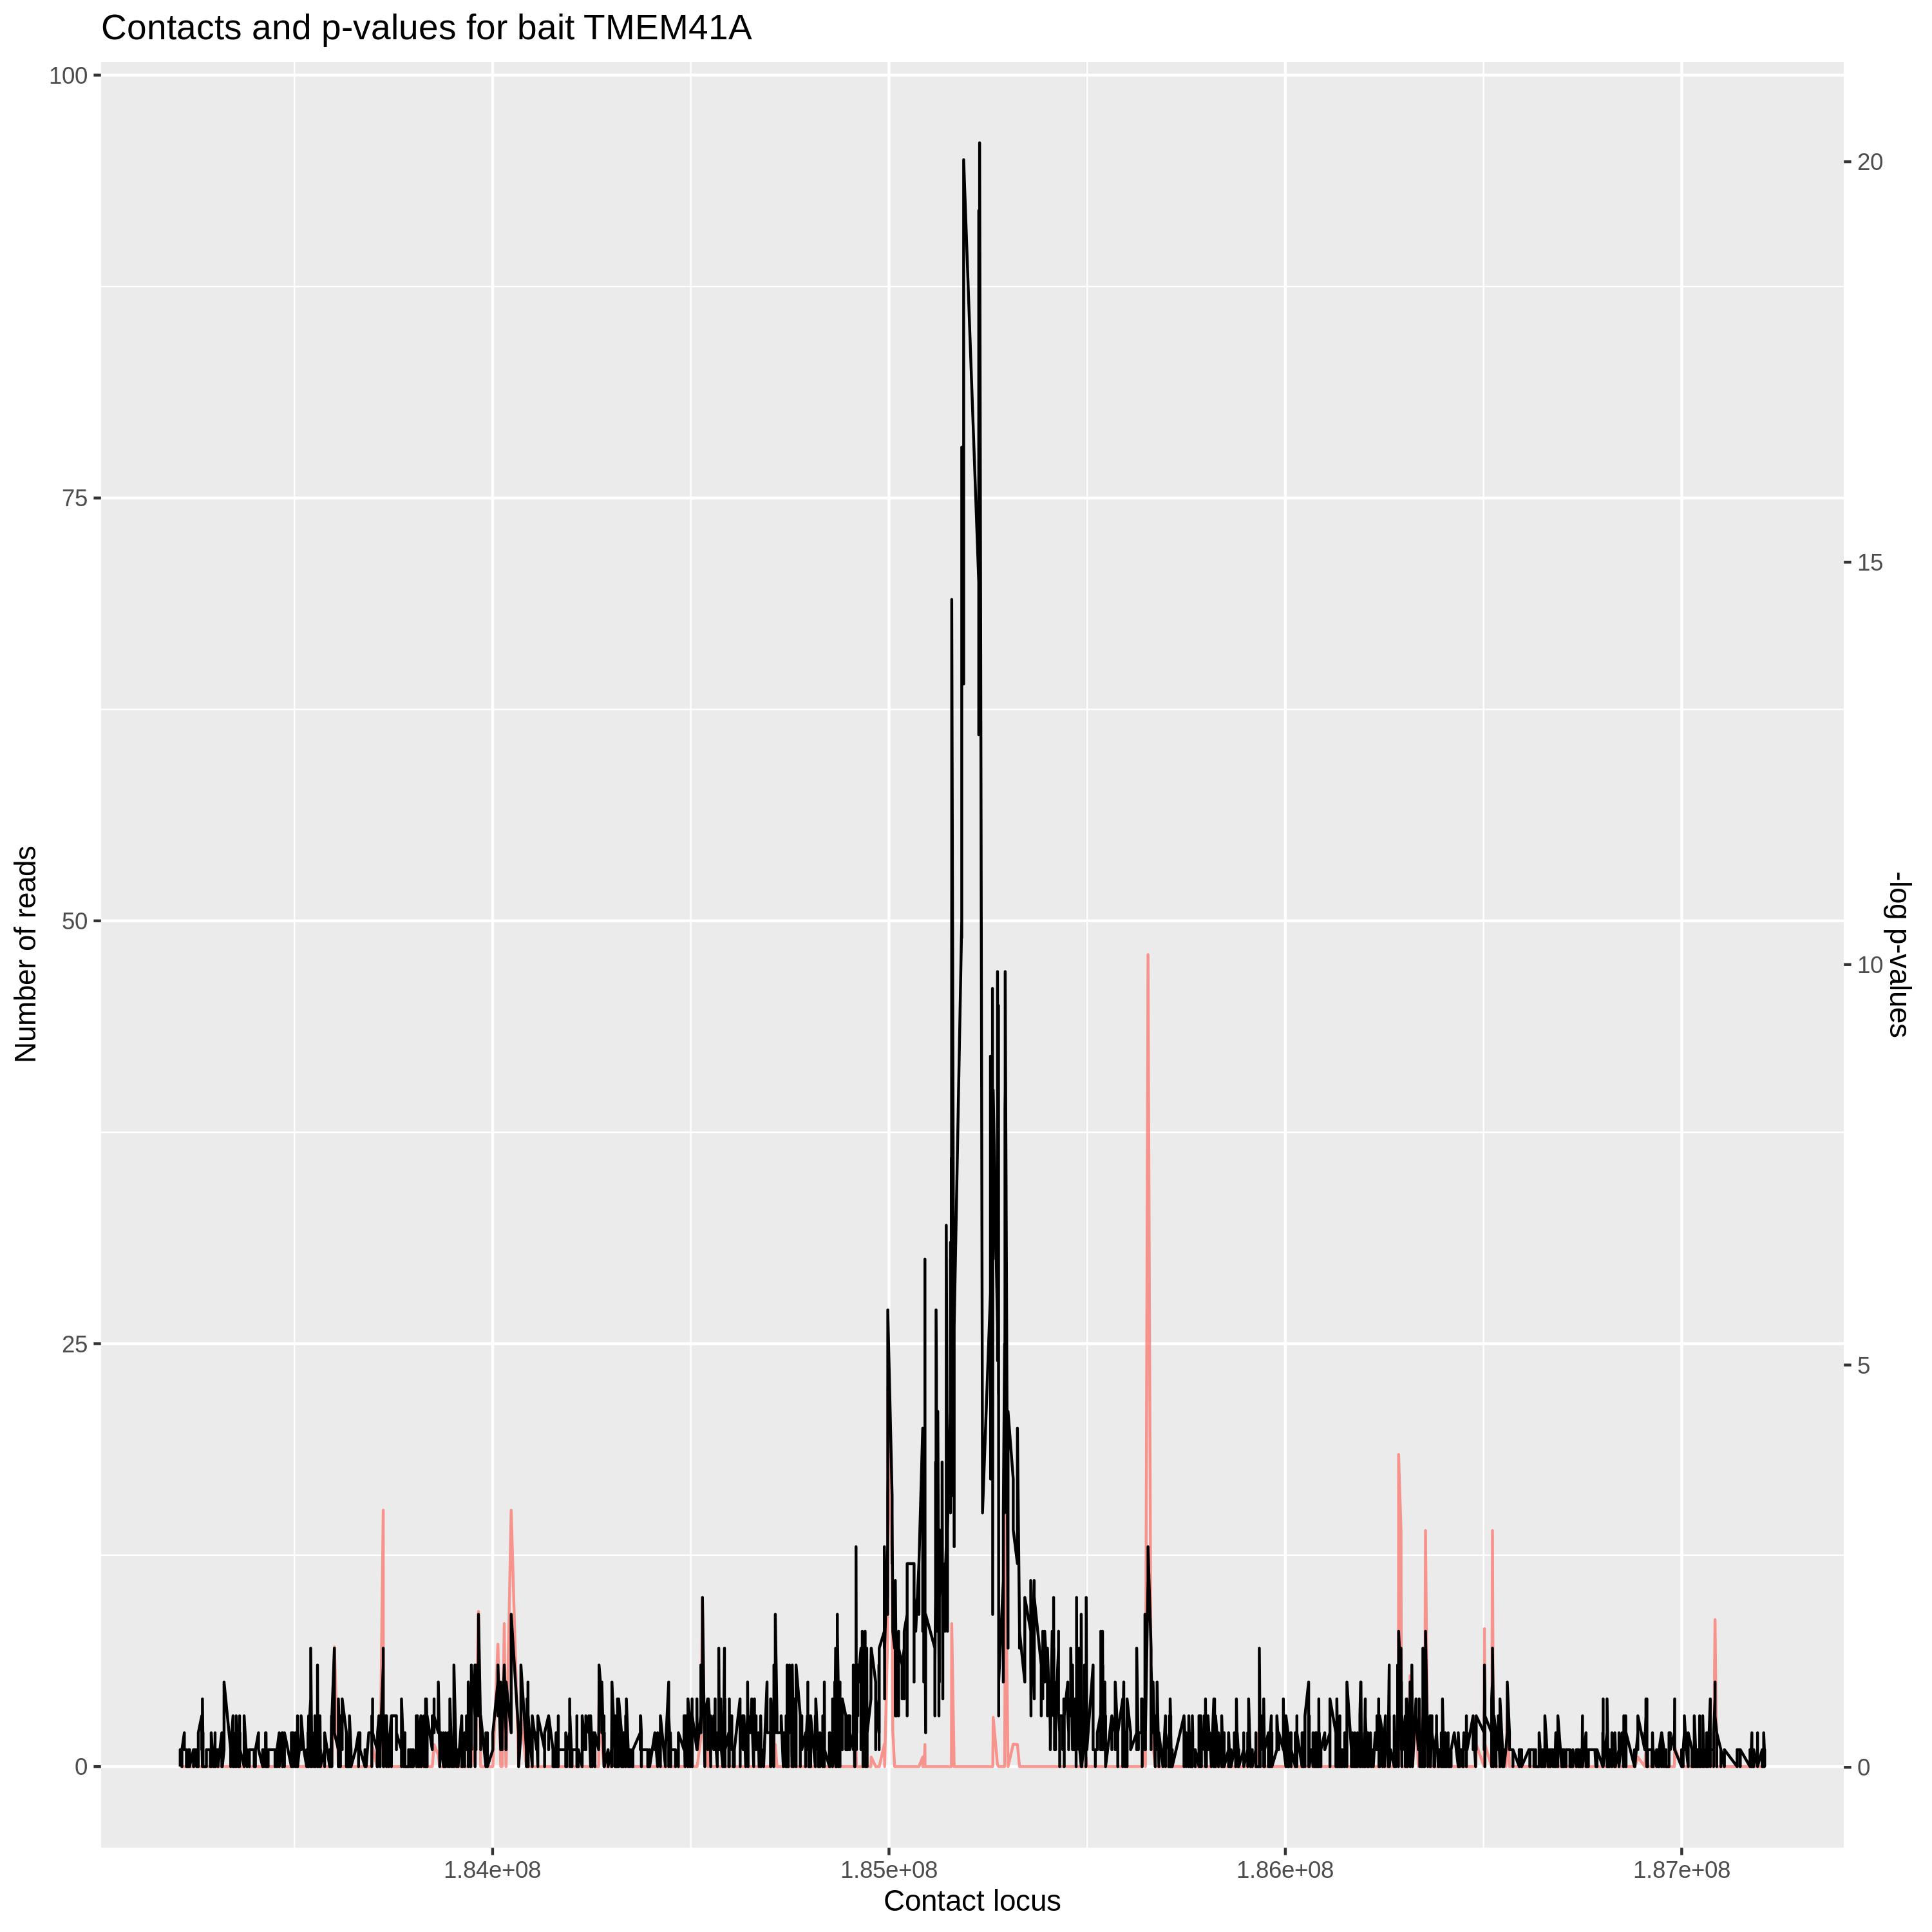 Contacts and p-values for bait TMEM41A
100
75
50
25
0
Number of reads
20
15
10
5
0
-log p-values
1.84e+08
1.85e+08
1.86e+08
1.87e+08
Contact locus